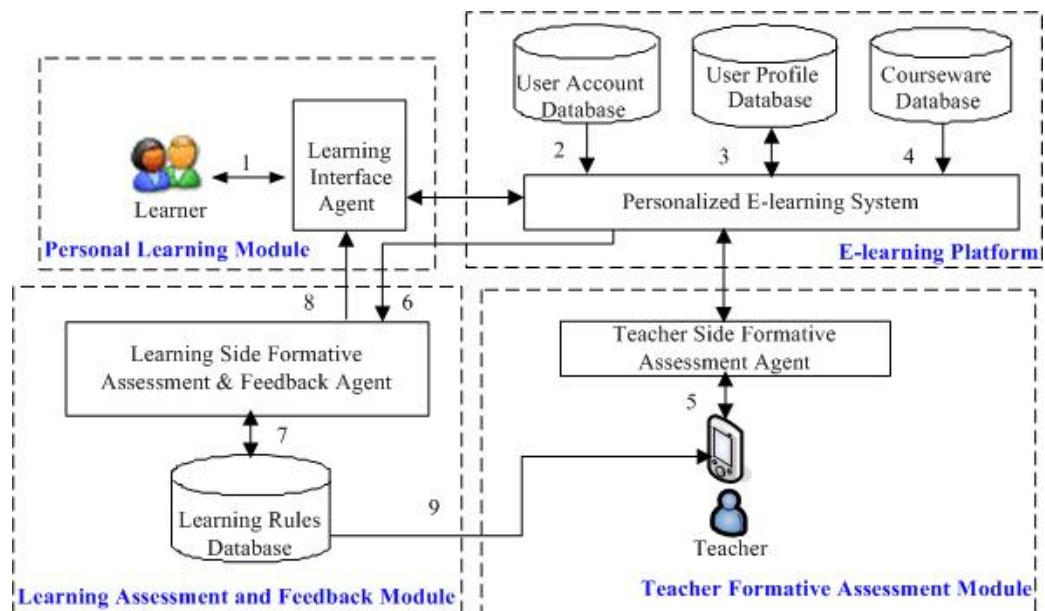 User Account
Database
User Profile
Database
Courseware
Database
2
3
4
1
Learning
Interface
Agent
Learner
Personalized E-learning System
Personal Learning Module
E-learning Platform
8
6
Learning Side Formative
Assessment & Feedback Agent
Teacher Side Formative
Assessment Agent
5
7
Learning Rules
Database
9
Teacher
Learning Assessment and Feedback Module
Teacher Formative Assessment Module